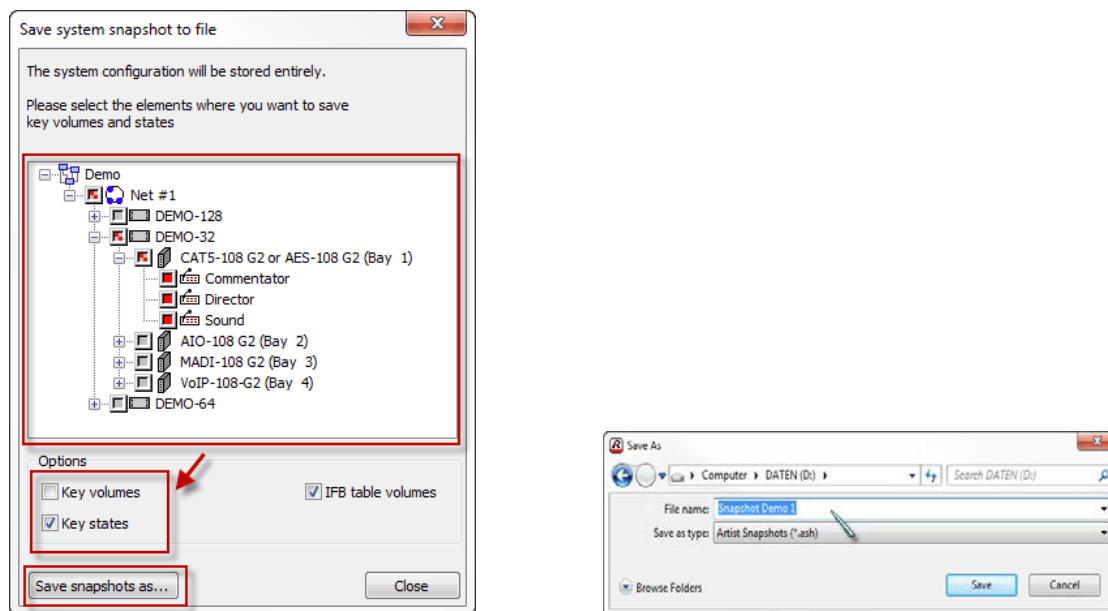 Save system snapshot to file
The system configuration will be stored entirely.
Please select the elements where you want to save
key volumes and states
Demo
Net #1
DEMO-128
DEMO-32
CAT5-108 G2 or AES-108 G2 (Bay 1)
Commentator
Director
Sound
AIO-108 G2 (Bay 2)
MADI-108 G2 (Bay 3)
VoIP-108-G2 (Bay 4)
DEMO-64
Options
Key volumes
IFB table volumes
Key states
Save snapshots as...
Close
Save As
Computer DATEN (D:)
Search DATEN (D:)
File name: Snapshot Demo 1
Save as type: Artist Snapshots (*.ash)
Browse Folders
Save
Cancel